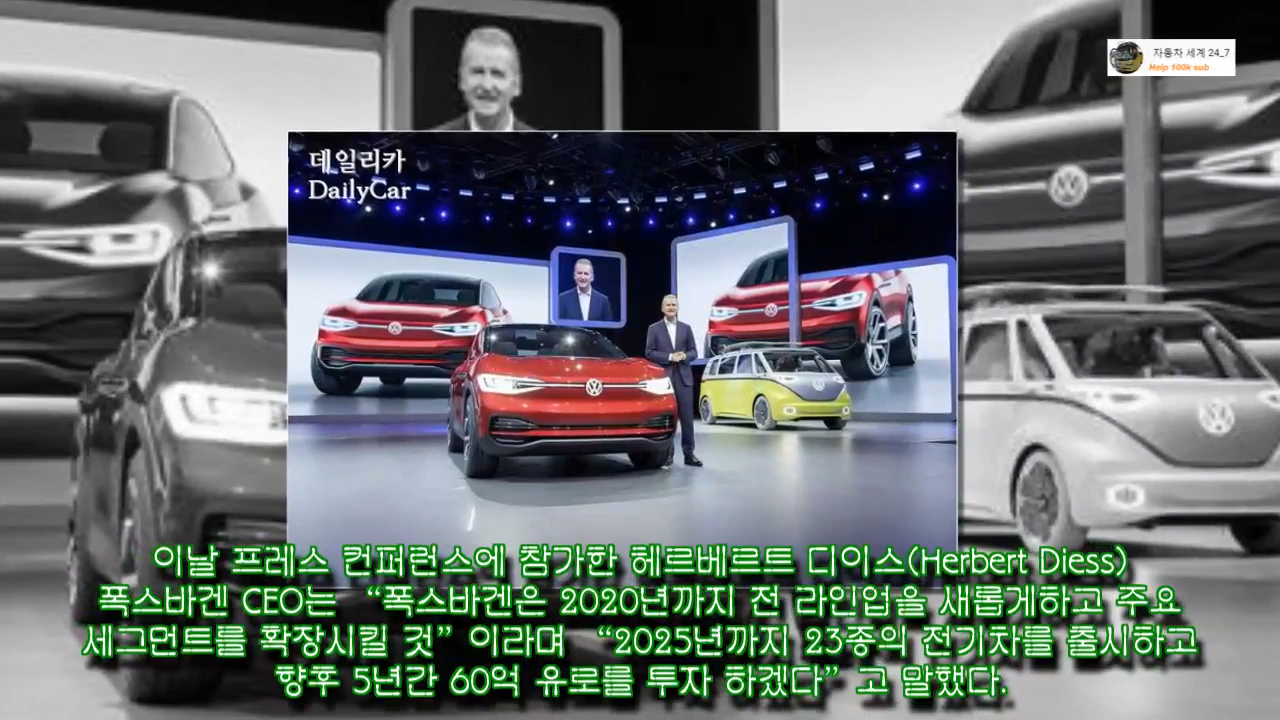 자동차 세계 24_7
Help 100k sub
데일리카
DailyCar
이날 프레스 컨퍼런스에 참가한 헤르베르트 디이스(Herbert Diess)
폭스바겐 CEO는 “폭스바겐은 2020년까지 전 라인업을 새롭게하고 주요
세그먼트를 확장시킬 것” 이라며 “2025년까지 23종의 전기차를 출시하고
향후 5년간 60억 유로를 투자 하겠다” 고 말했다.